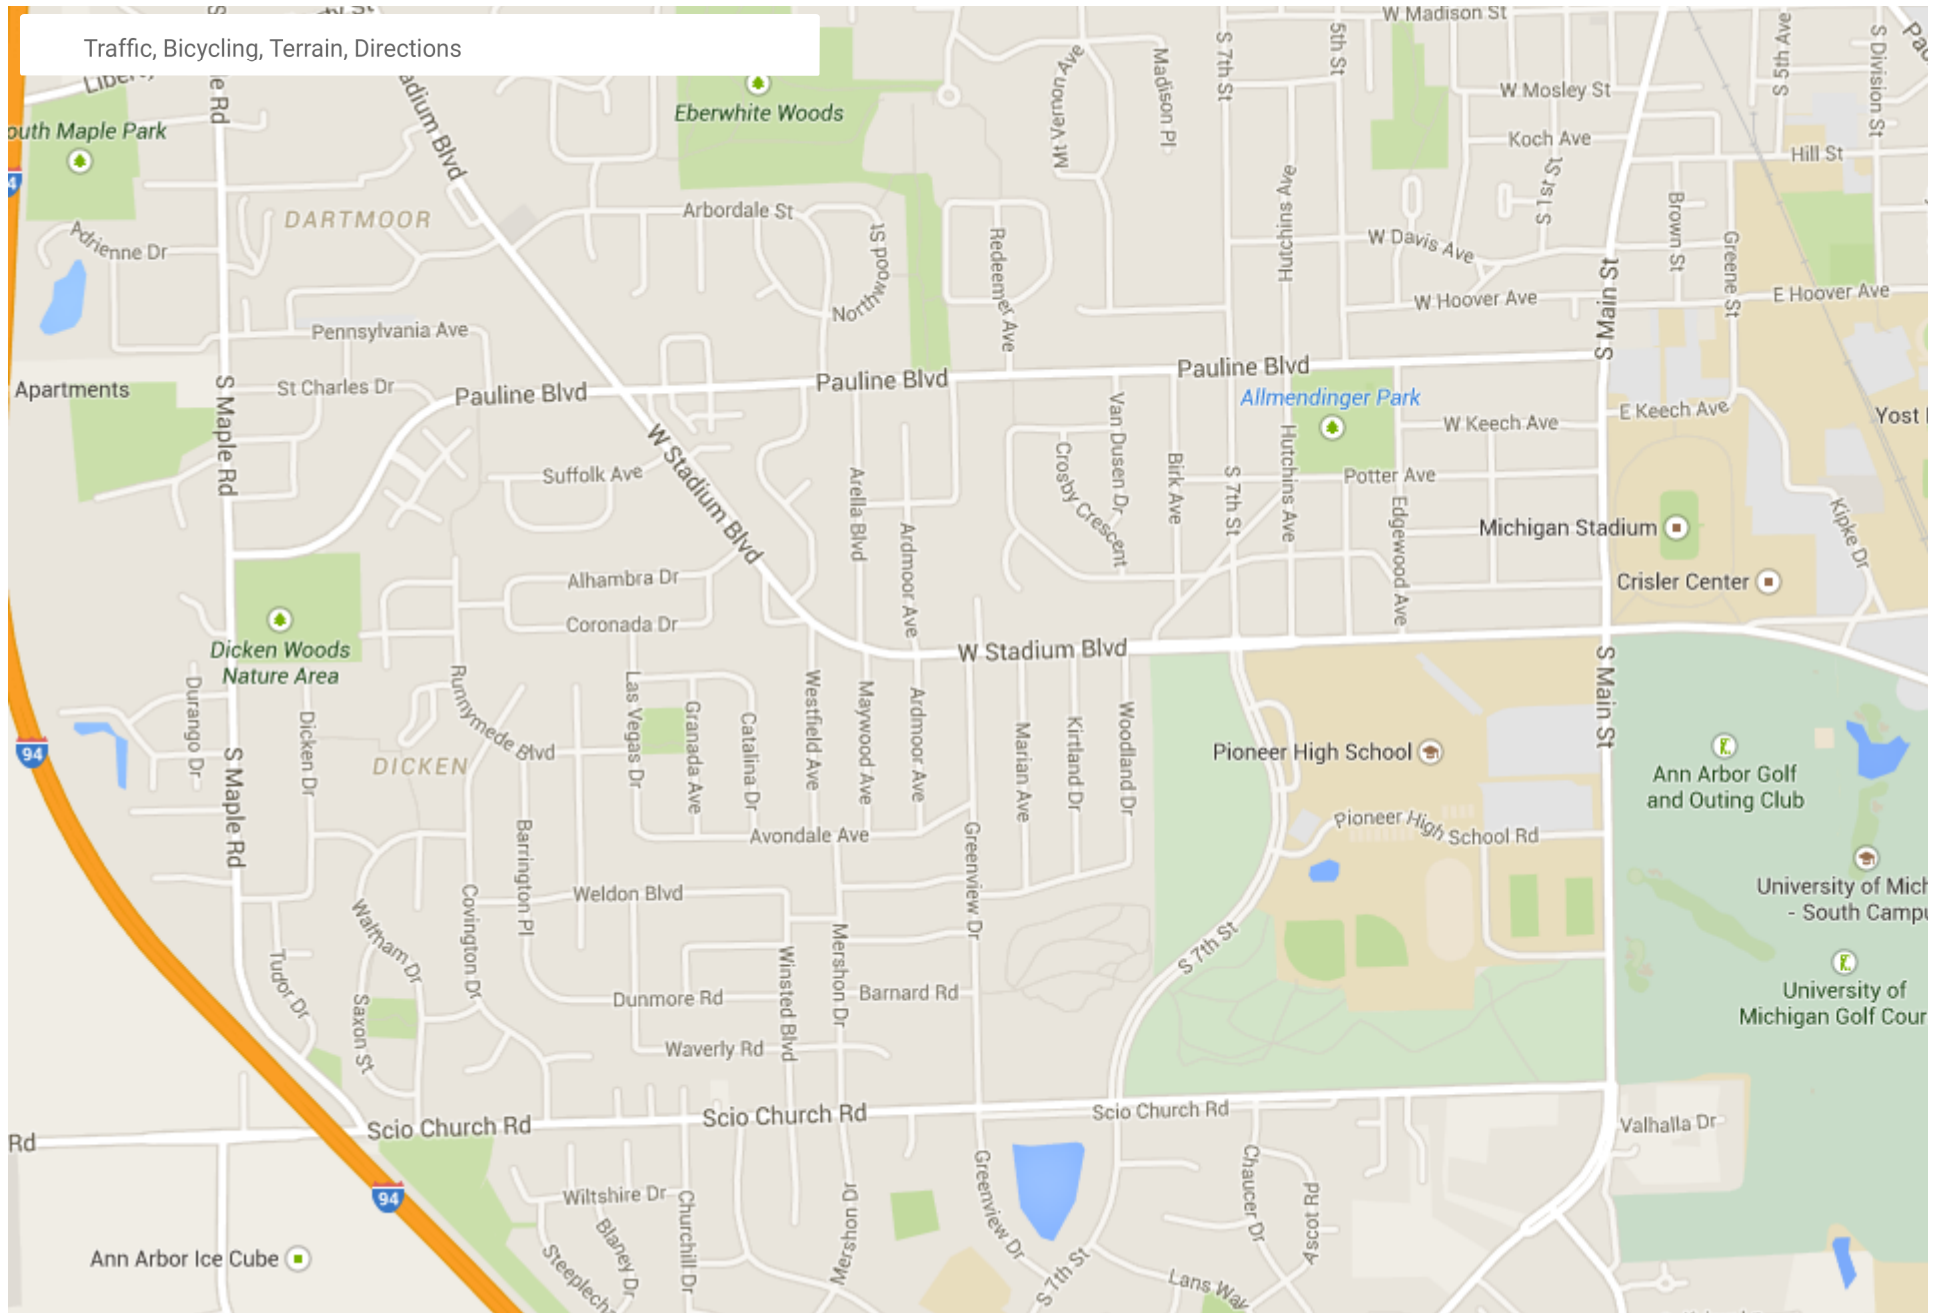 Traffic, Bicycling, Terrain, Directions
W Madison St
S 7th St
5th St
Mt Vernon Ave
Madison Pl
S 5th Ave
S Division St
W Mosley St
Koch Ave
Hill St
S 1st St
Eberwhite Woods
DARTMOOR
Adrienne Dr
Arbordale St
Northwood St
Redeemer Ave
Hutchins Ave
W Davis Ave
Brown St
Greene St
S Main St
W Hoover Ave
E Hoover Ave
Pennsylvania Ave
Apartments
S Maple Rd
St Charles Dr
Pauline Blvd
Pauline Blvd
Pauline Blvd
Allmendinger Park
Van Dusen Dr
W Keech Ave
E Keech Ave
W Stadium Blvd
Suffolk Ave
Arella Blvd
Ardmoor Ave
Crosby Crescent
Birk Ave
S 7th St
Hutchins Ave
Potter Ave
Edgewood Ave
Michigan Stadium
Kipke Dr
Crisler Center
Alhambra Dr
Coronada Dr
Dicken Woods
Nature Area
W Stadium Blvd
S Main St
Durango Dr
Dicken Dr
Runnymede Blvd
Las Vegas Dr
Granada Ave
Catalina Dr
Westfield Ave
Maywood Ave
Ardmoor Ave
Marian Ave
Kirtland Dr
Woodland Dr
94
DICKEN
S Maple Rd
Pioneer High School
Ann Arbor Golf
and Outing Club
Pioneer High School Rd
Avondale Ave
Barrington Pl
Greenview Dr
Weldon Blvd
Covington Dr
Waltham Dr
University of
- South
S 7th St
Tudor Dr
Saxon St
Winsted Blvd
Mershon Dr
Dunmore Rd
Barnard Rd
University of
Michigan Golf
Waverly Rd
Rd
Scio Church Rd
Scio Church Rd
Scio Church Rd
Valhalla Dr
94
Wiltshire Dr
Blaney Dr
Churchill Dr
Mershon Dr
Greenview Dr
Chaucer Dr
Ascot Rd
Ann Arbor Ice Cube
S 7th St
Lans